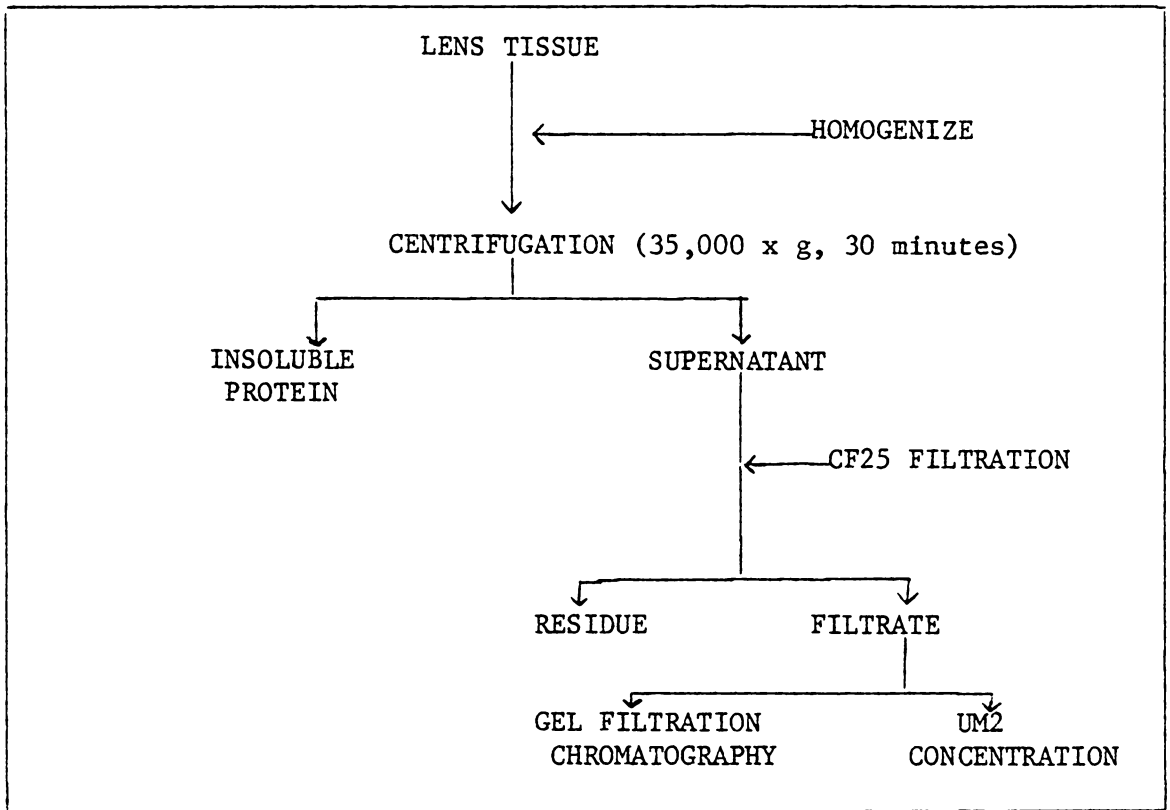 LENS TISSUE
HOMOGENIZE
CENTRIFUGATION (35,000 x g, 30 minutes)
INSOLUBLE
PROTEIN
SUPERNATANT
CF25 FILTRATION
RESIDUE
FILTRATE
GEL FILTRATION
CHROMATOGRAPHY
UM2
CONCENTRATION